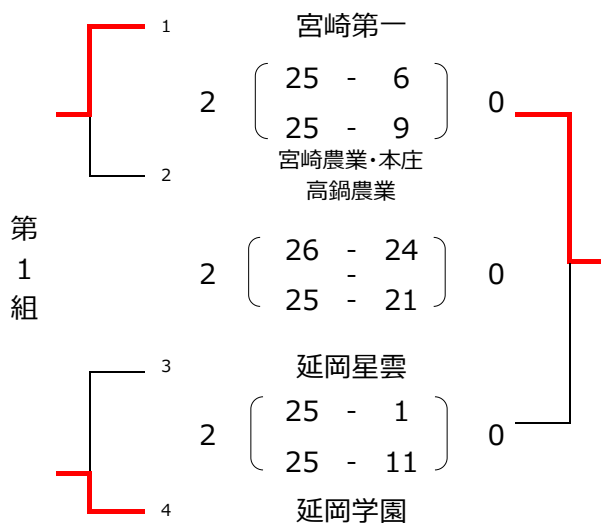 1 宮崎第一
2 ( 25 - 6 ) 0
25 - 9
2 宮崎農業・本庄
高鍋農業
第1組
2 ( 26 - 24 ) 0
-
25 - 21
3 延岡星雲
2 ( 25 - 1 ) 0
25 - 11
4 延岡学園